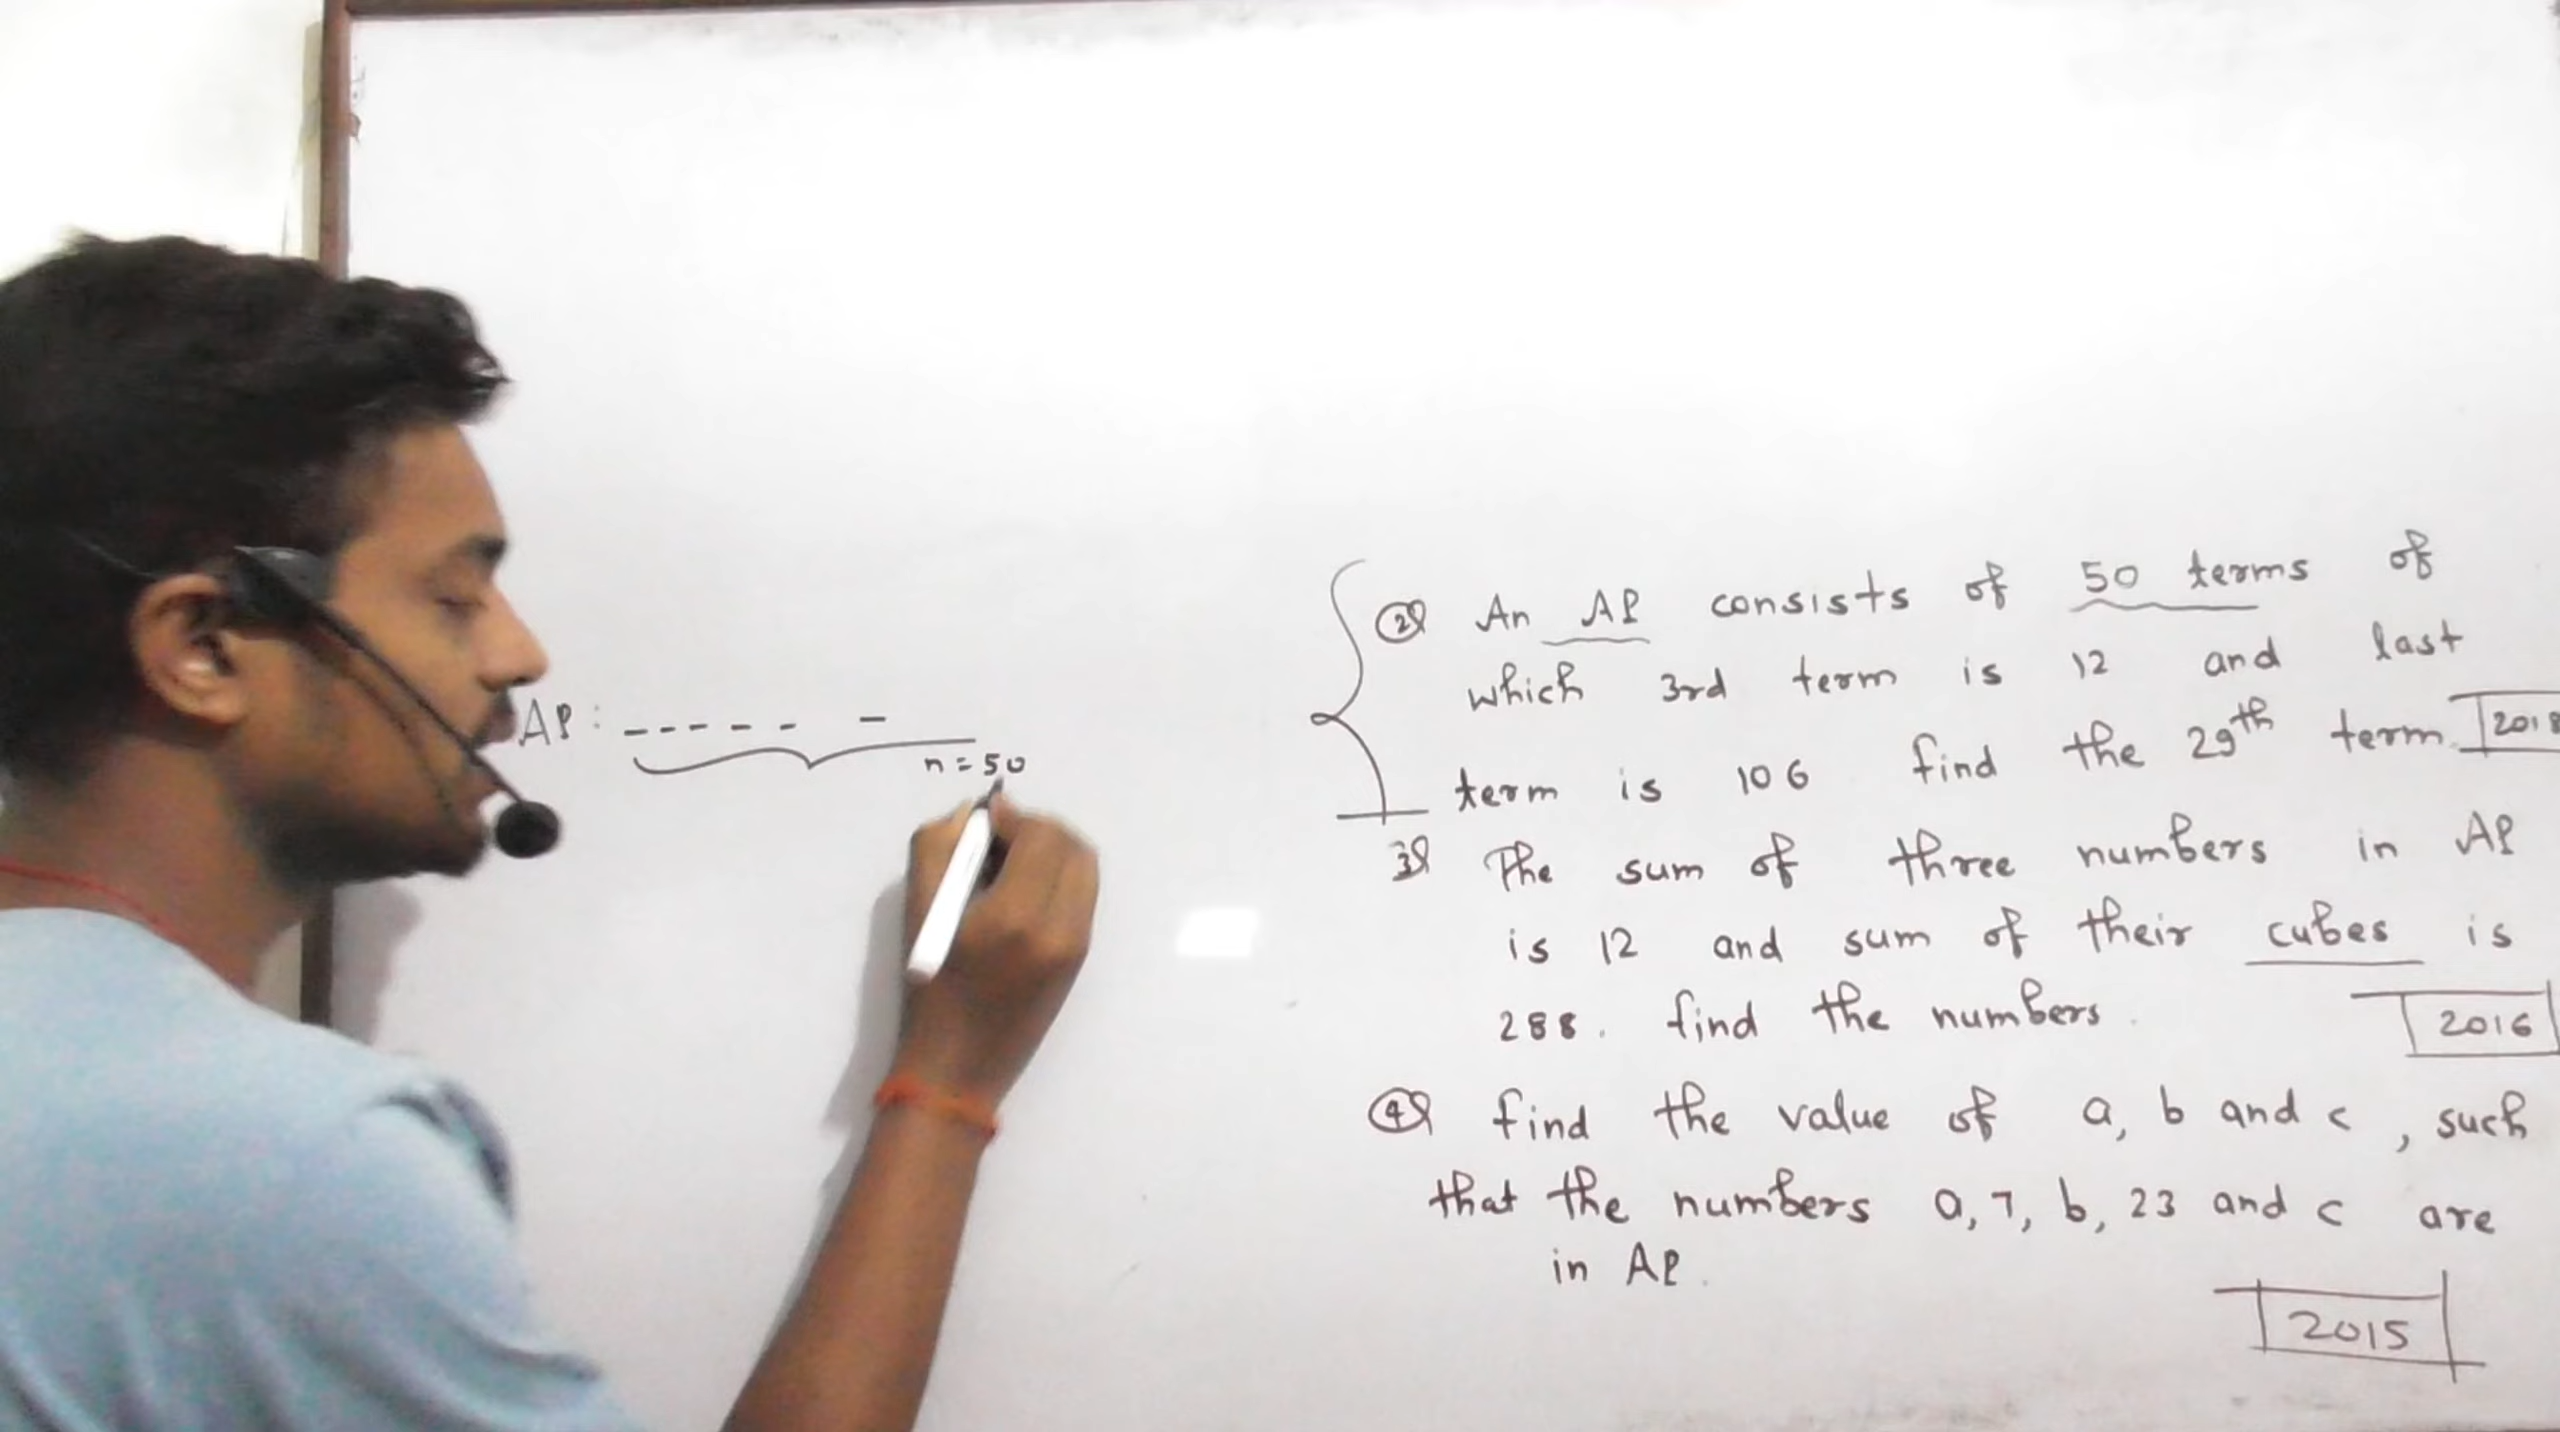 AP: - - - - - -
n = 50
2) An AP consists of 50 terms of
which 3rd term is 12 and last
term is 106 find the 29th term. 2018
3) The sum of three numbers in AP
is 12 and sum of their cubes is
288. find the numbers.
2016
4) find the value of a, b and c, such
that the numbers a, 7, b, 23 and c are
in AP.
2015